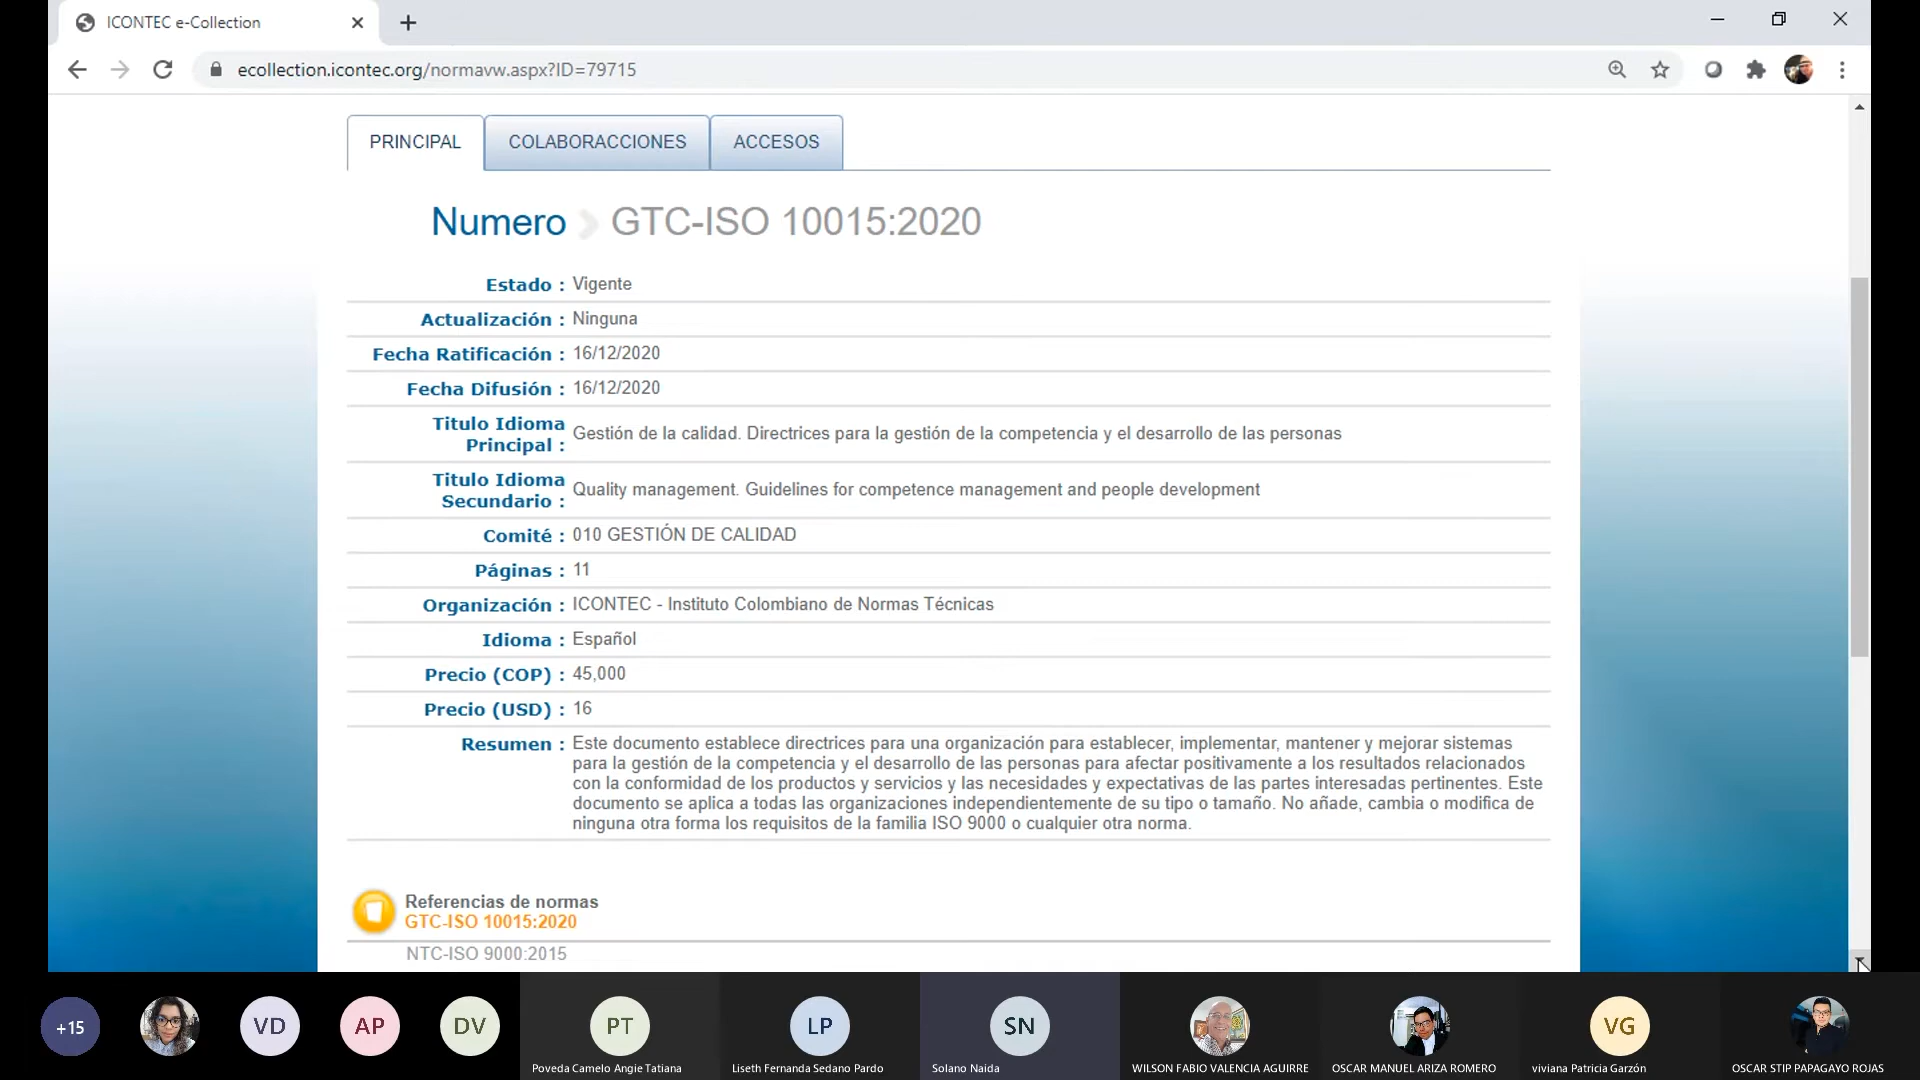 ICONTEC e-Collection
ecollection.icontec.org/normavw.aspx?ID=79715
PRINCIPAL
COLABORACCIONES
ACCESOS
Numero GTC-ISO 10015:2020
Estado : Vigente
Actualización : Ninguna
Fecha Ratificación : 16/12/2020
Fecha Difusión : 16/12/2020
Titulo Idioma
Principal : Gestión de la calidad. Directrices para la gestión de la competencia y el desarrollo de las personas
Titulo Idioma
Secundario : Quality management. Guidelines for competence management and people development
Comité : 010 GESTIÓN DE CALIDAD
Páginas : 11
Organización : ICONTEC - Instituto Colombiano de Normas Técnicas
Idioma : Español
Precio (COP) : 45,000
Precio (USD) : 16
Resumen : Este documento establece directrices para una organización para establecer, implementar, mantener y mejorar sistemas
para la gestión de la competencia y el desarrollo de las personas para afectar positivamente a los resultados relacionados
con la conformidad de los productos y servicios y las necesidades y expectativas de las partes interesadas pertinentes. Este
documento se aplica a todas las organizaciones independientemente de su tipo o tamaño. No añade, cambia o modifica de
ninguna otra forma los requisitos de la familia ISO 9000 o cualquier otra norma.
Referencias de normas
GTC-ISO 10015:2020
NTC-ISO 9000:2015
+15
VD
AP
DV
PT
LP
SN
VG
Poveda Camelo Angie Tatiana
Liseth Fernanda Sedano Pardo
Solano Naida
WILSON FABIO VALENCIA AGUIRRE
OSCAR MANUEL ARIZA ROMERO
viviana Patricia Garzón
OSCAR STIP PAPAGAYO ROJAS